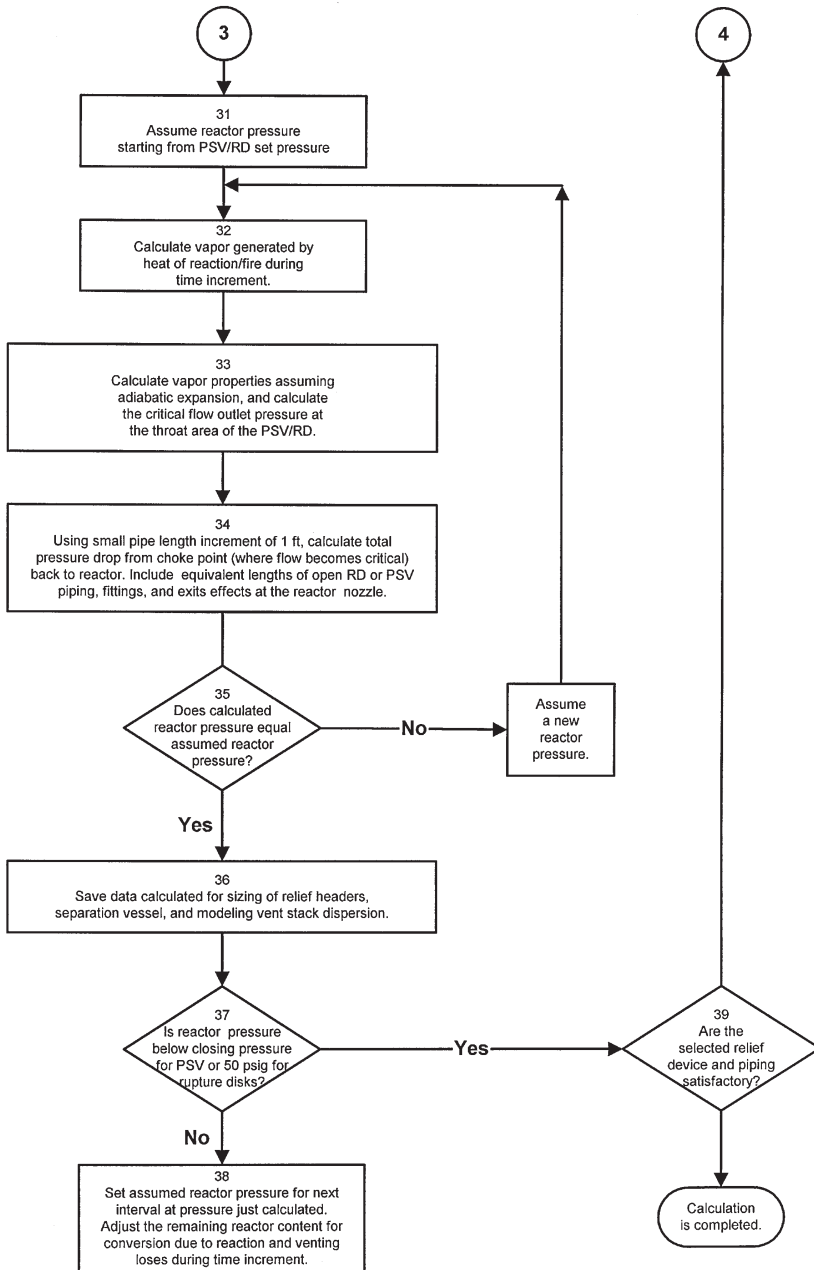 3
4
31
Assume reactor pressure
starting from PSV/RD set pressure
32
Calculate vapor generated by
heat of reaction/fire during
time increment.
33
Calculate vapor properties assuming
adiabatic expansion, and calculate
the critical flow outlet pressure at
the throat area of the PSV/RD.
34
Using small pipe length increment of 1 ft, calculate total
pressure drop from choke point (where flow becomes critical)
back to reactor. Include equivalent lengths of open RD or PSV
piping, fittings, and exits effects at the reactor nozzle.
35
Does calculated
reactor pressure equal
assumed reactor
pressure?
No
Assume
a new
reactor
pressure.
Yes
36
Save data calculated for sizing of relief headers,
separation vessel, and modeling vent stack dispersion.
37
Is reactor pressure
below closing pressure
for PSV or 50 psig for
rupture disks?
Yes
39
Are the
selected relief
device and piping
satisfactory?
No
38
Set assumed reactor pressure for next
interval at pressure just calculated.
Adjust the remaining reactor content for
conversion due to reaction and venting
loses during time increment.
Calculation
is completed.